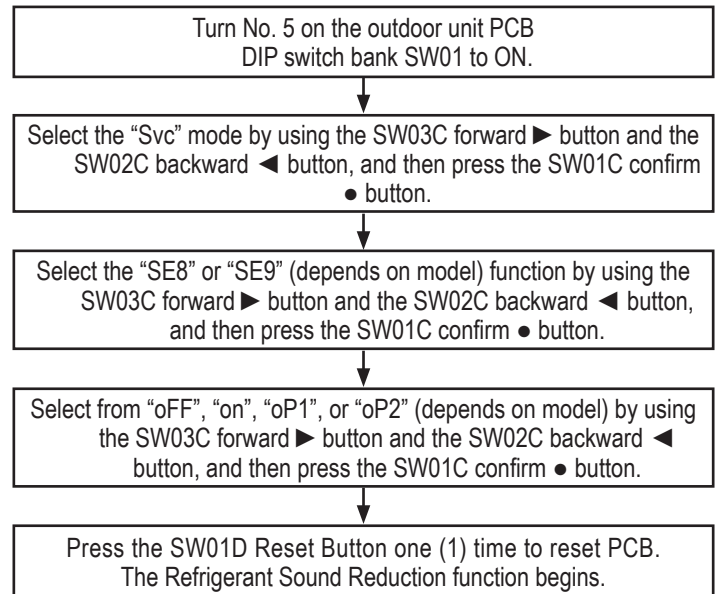 Turn No. 5 on the outdoor unit PCB
DIP switch bank SW01 to ON.
Select the “Svc” mode by using the SW03C forward ► button and the
SW02C backward ◄ button, and then press the SW01C confirm
● button.
Select the “SE8” or “SE9” (depends on model) function by using the
SW03C forward ► button and the SW02C backward ◄ button,
and then press the SW01C confirm ● button.
Select from “oFF”, “on”, “oP1”, or “oP2” (depends on model) by using
the SW03C forward ► button and the SW02C backward ◄
button, and then press the SW01C confirm ● button.
Press the SW01D Reset Button one (1) time to reset PCB.
The Refrigerant Sound Reduction function begins.